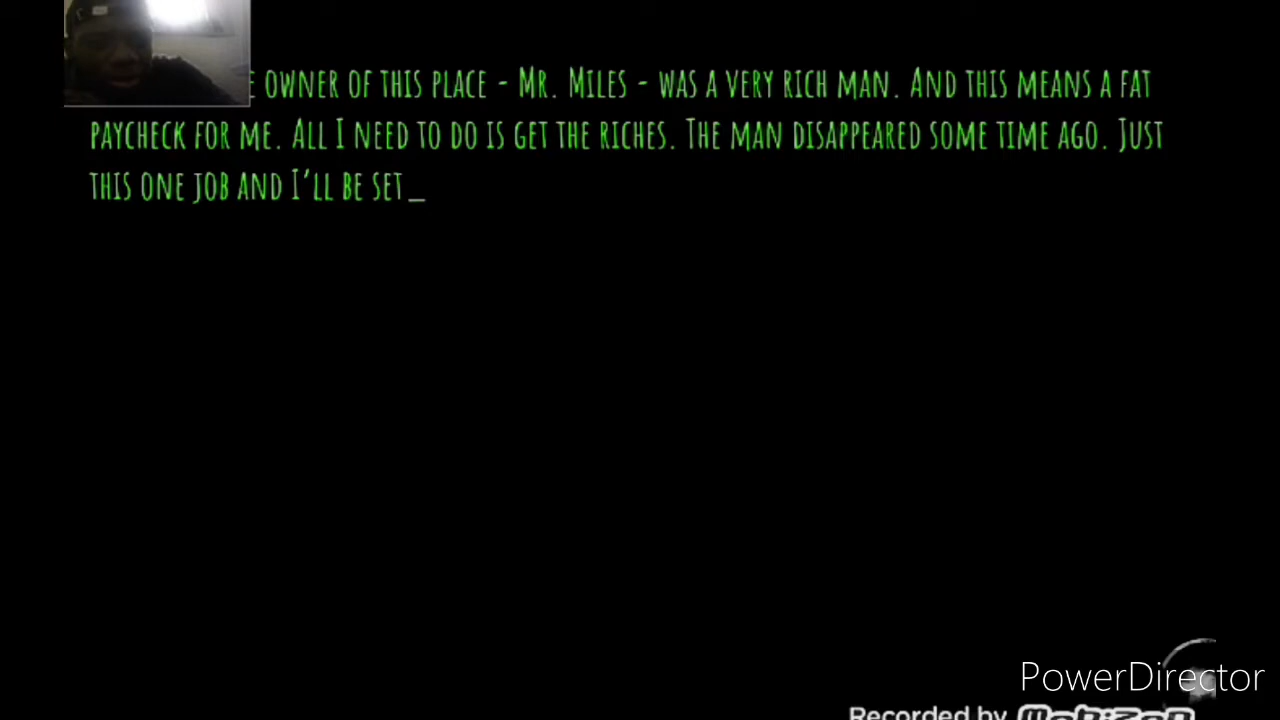 OWNER OF THIS PLACE - MR. MILES - WAS A VERY RICH MAN. AND THIS MEANS A FAT
PAYCHECK FOR ME. ALL I NEED TO DO IS GET THE RICHES. THE MAN DISAPPEARED SOME TIME AGO. JUST
THIS ONE JOB AND I'LL BE SET_
PowerDirector
Recorded by MOBIZEN